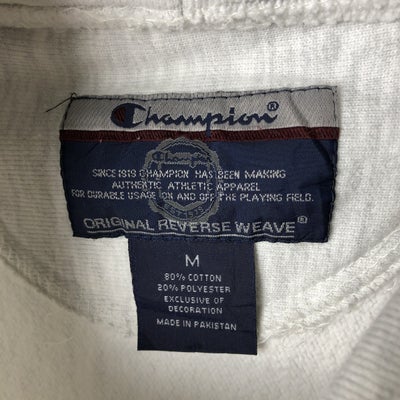 Champion®
Champion
SINCE 1919 CHAMPION HAS BEEN MAKING
AUTHENTIC ATHLETIC APPAREL
FOR DURABLE USAGE ON AND OFF THE PLAYING FIELD.
ORIGINAL REVERSE WEAVE®
M
80% COTTON
20% POLYESTER
EXCLUSIVE OF
DECORATION
MADE IN PAKISTAN